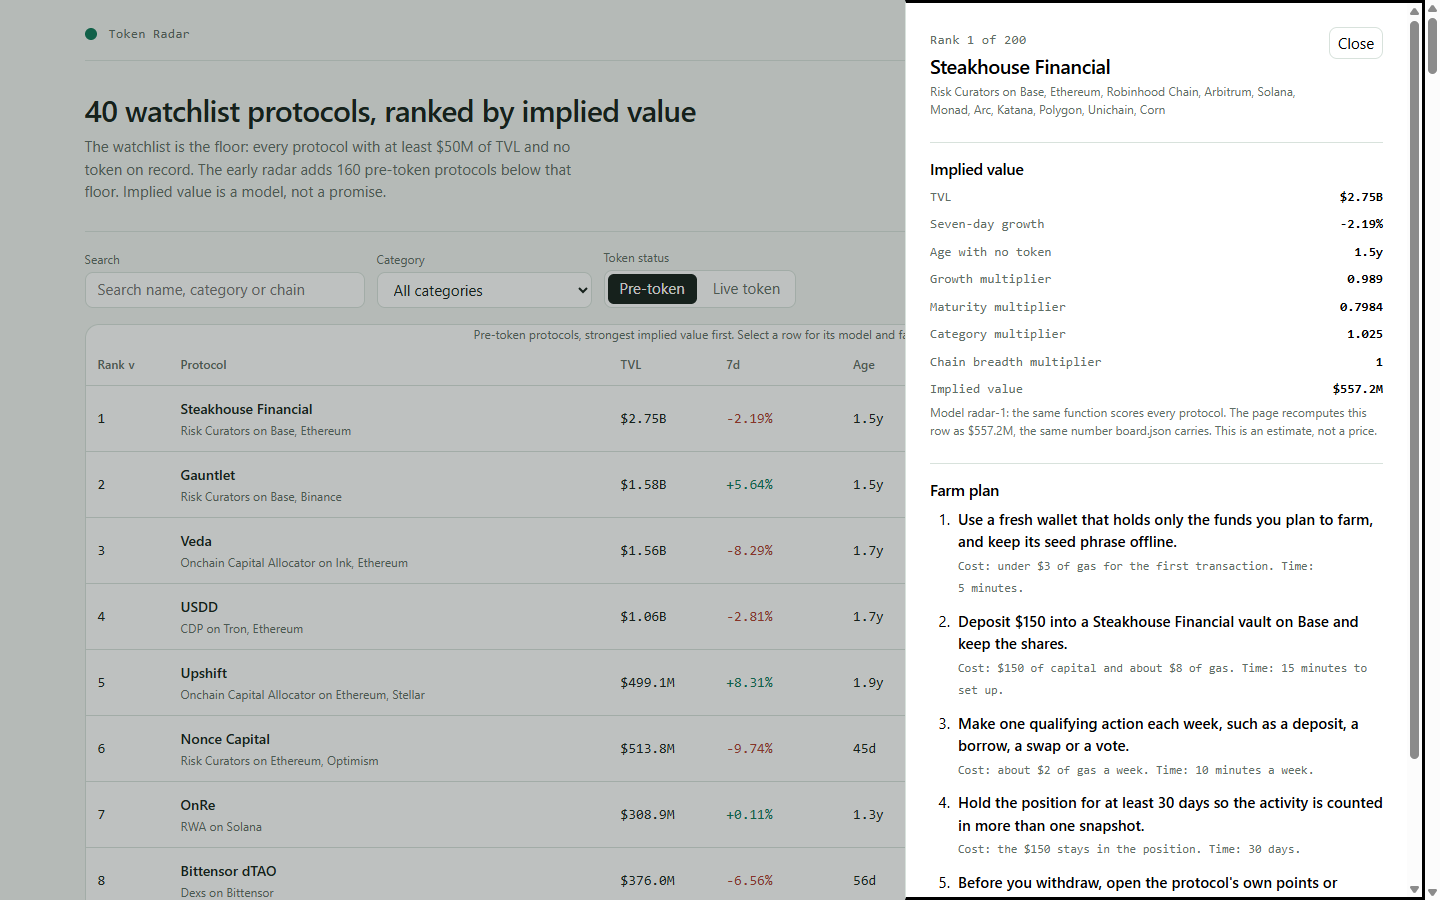 Token Radar
40 watchlist protocols, ranked by implied value
The watchlist is the floor: every protocol with at least $50M of TVL and no
token on record. The early radar adds 160 pre-token protocols below that
floor. Implied value is a model, not a promise.
Search
Category
Token status
Search name, category or chain
All categories
Pre-token
Live token
Pre-token protocols, strongest implied value first. Select a row for its model and
Rank v
Protocol
TVL
7d
Age
1
Steakhouse Financial
Risk Curators on Base, Ethereum
$2.75B
-2.19%
1.5y
2
Gauntlet
Risk Curators on Base, Binance
$1.58B
+5.64%
1.5y
3
Veda
Onchain Capital Allocator on Ink, Ethereum
$1.56B
-8.29%
1.7y
4
USDD
CDP on Tron, Ethereum
$1.06B
-2.81%
1.7y
5
Upshift
Onchain Capital Allocator on Ethereum, Stellar
$499.1M
+8.31%
1.9y
6
Nonce Capital
Risk Curators on Ethereum, Optimism
$513.8M
-9.74%
45d
7
OnRe
RWA on Solana
$308.9M
+0.11%
1.3y
8
Bittensor dTAO
Dexs on Bittensor
$376.0M
-6.56%
56d
Rank 1 of 200
Close
Steakhouse Financial
Risk Curators on Base, Ethereum, Robinhood Chain, Arbitrum, Solana,
Monad, Arc, Katana, Polygon, Unichain, Corn
Implied value
TVL $2.75B
Seven-day growth -2.19%
Age with no token 1.5y
Growth multiplier 0.989
Maturity multiplier 0.7984
Category multiplier 1.025
Chain breadth multiplier 1
Implied value $557.2M
Model radar-1: the same function scores every protocol. The page recomputes this
row as $557.2M, the same number board.json carries. This is an estimate, not a price.
Farm plan
1. Use a fresh wallet that holds only the funds you plan to farm,
and keep its seed phrase offline.
Cost: under $3 of gas for the first transaction. Time:
5 minutes.
2. Deposit $150 into a Steakhouse Financial vault on Base and
keep the shares.
Cost: $150 of capital and about $8 of gas. Time: 15 minutes to
set up.
3. Make one qualifying action each week, such as a deposit, a
borrow, a swap or a vote.
Cost: about $2 of gas a week. Time: 10 minutes a week.
4. Hold the position for at least 30 days so the activity is counted
in more than one snapshot.
Cost: the $150 stays in the position. Time: 30 days.
5. Before you withdraw, open the protocol's own points or